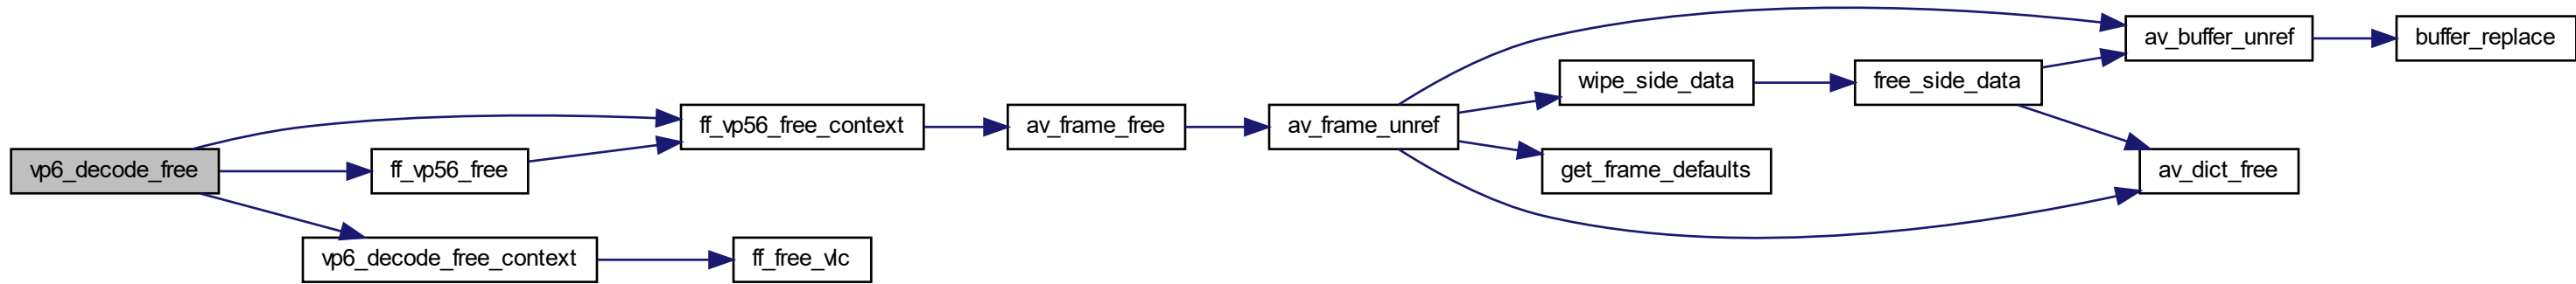 vp6_decode_free
ff_vp56_free
vp6_decode_free_context
ff_vp56_free_context
ff_free_vlc
av_frame_free
av_frame_unref
wipe_side_data
get_frame_defaults
free_side_data
av_buffer_unref
av_dict_free
buffer_replace